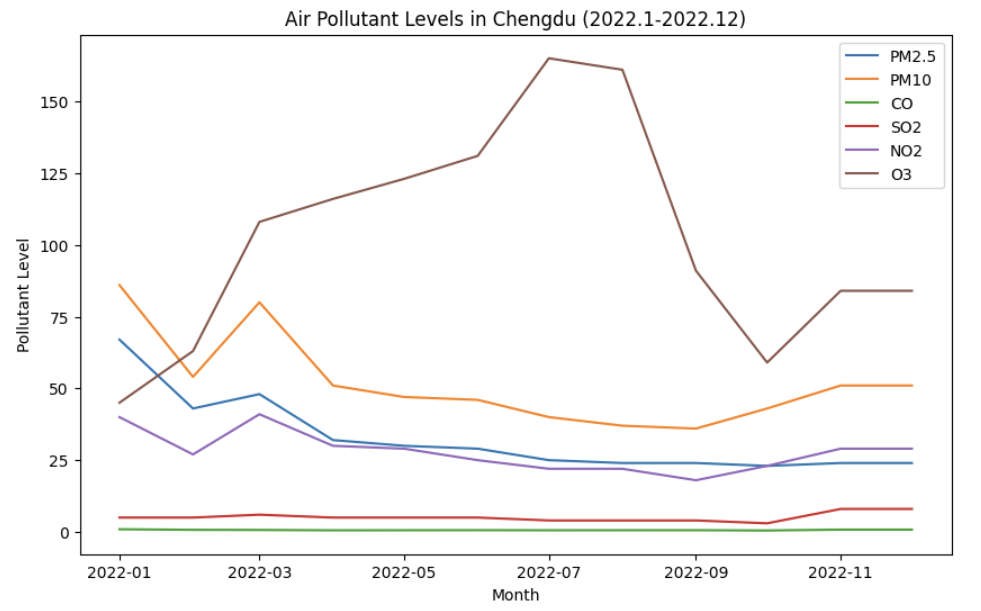 Air Pollutant Levels in Chengdu (2022.1-2022.12)
PM2.5
PM10
CO
SO2
NO2
O3
150
125
100
75
50
25
0
Pollutant Level
2022-01 2022-03 2022-05 2022-07 2022-09 2022-11
Month